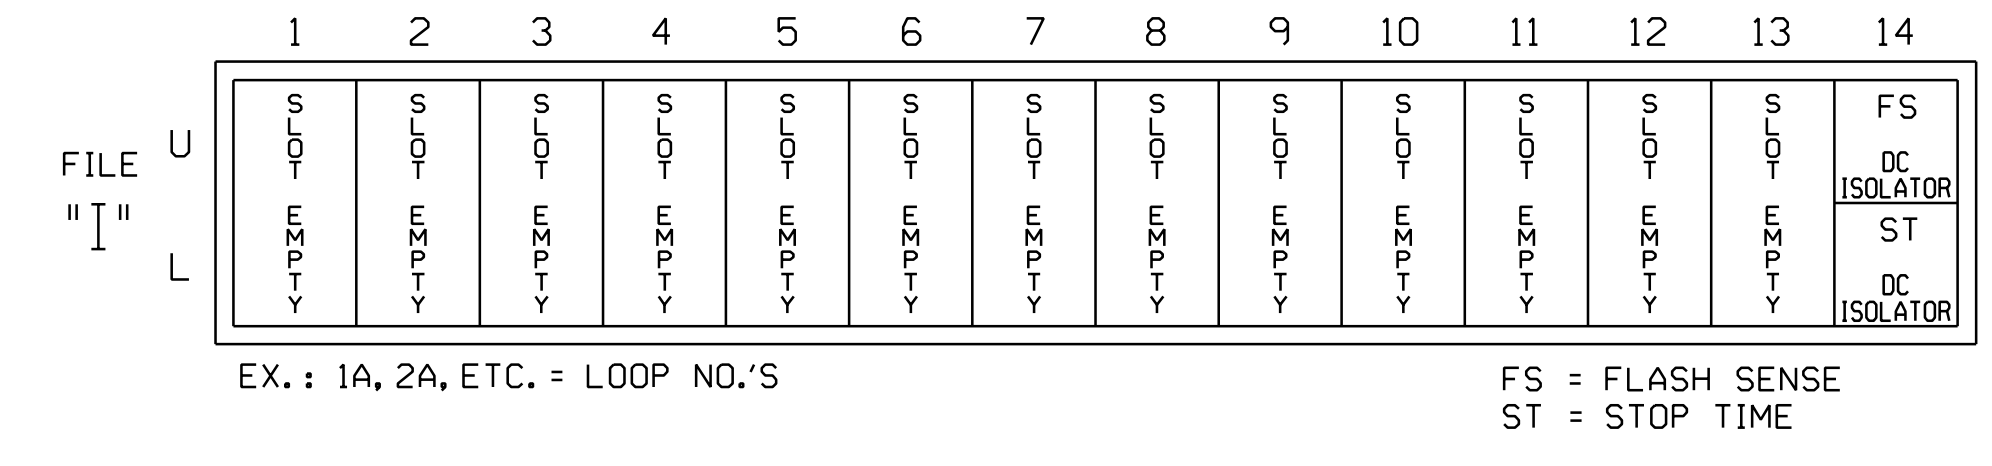 1 2 3 4 5 6 7 8 9 10 11 12 13 14
FILE "I"
U
L
SLOT EMPTY
SLOT EMPTY
SLOT EMPTY
SLOT EMPTY
SLOT EMPTY
SLOT EMPTY
SLOT EMPTY
SLOT EMPTY
SLOT EMPTY
SLOT EMPTY
SLOT EMPTY
SLOT EMPTY
SLOT EMPTY
FS
DC
ISOLATOR
ST
DC
ISOLATOR
EX.: 1A, 2A, ETC. = LOOP NO.'S
FS = FLASH SENSE
ST = STOP TIME